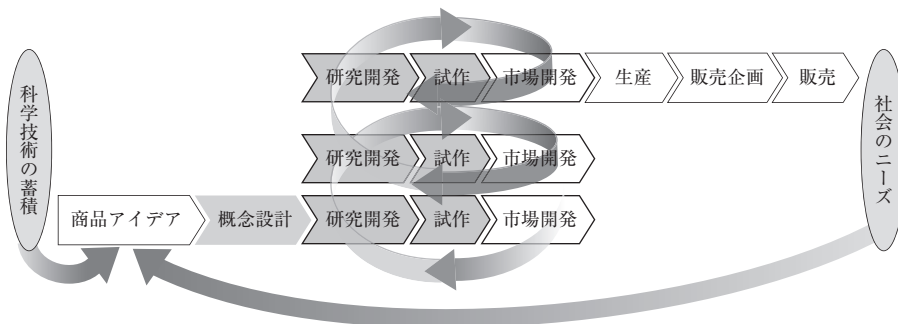 科学技術の蓄積
研究開発
試作
市場開発
生産
販売企画
販売
社会のニーズ
研究開発
試作
市場開発
商品アイデア
概念設計
研究開発
試作
市場開発